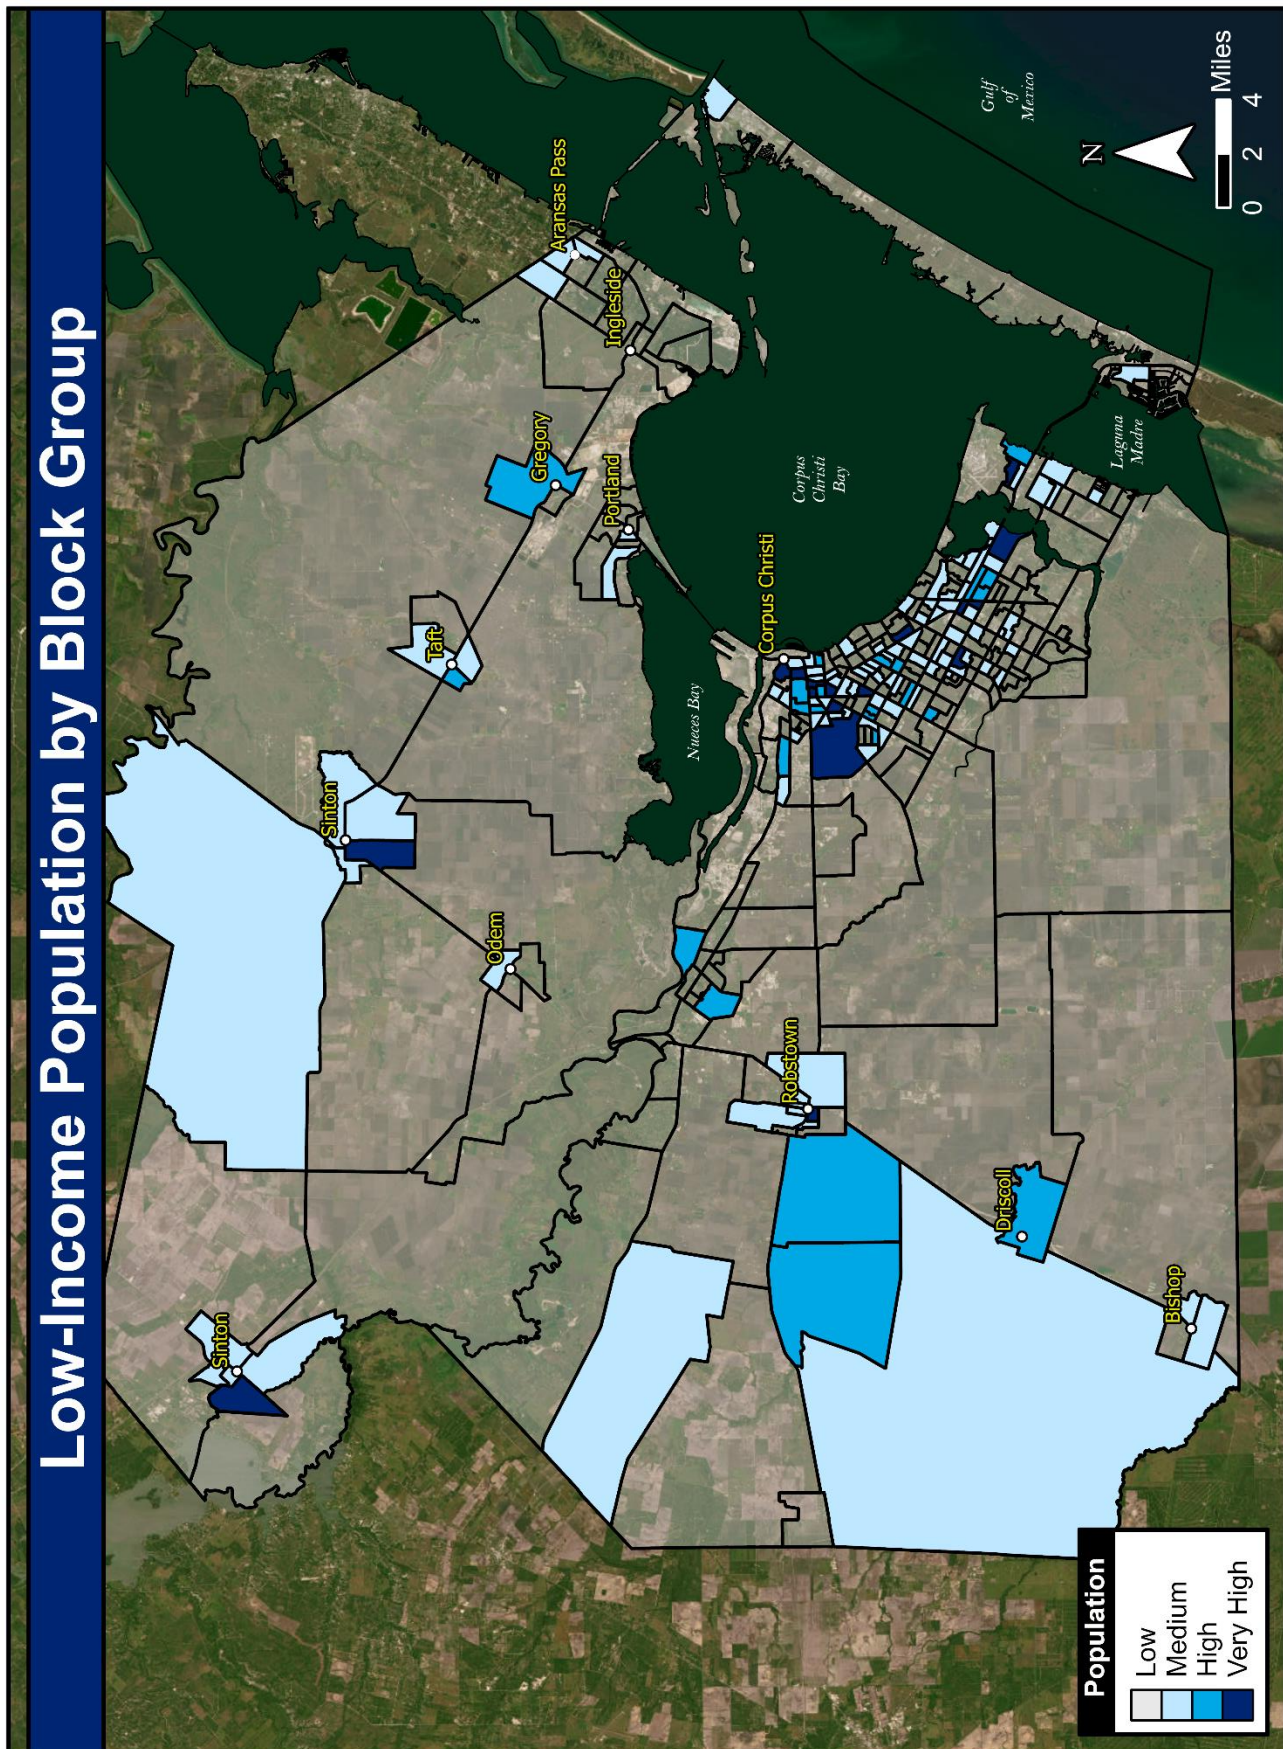 Low-Income Population by Block Group
Sinton
Sinton
Odem
Taft
Gregory
Aransas Pass
Ingleside
Portland
Nueces Bay
Corpus Christi
Corpus
Christi
Bay
Robstown
Driscoll
Bishop
Laguna
Madre
Gulf
of
Mexico
N
0 2 4 Miles
Population
Low
Medium
High
Very High